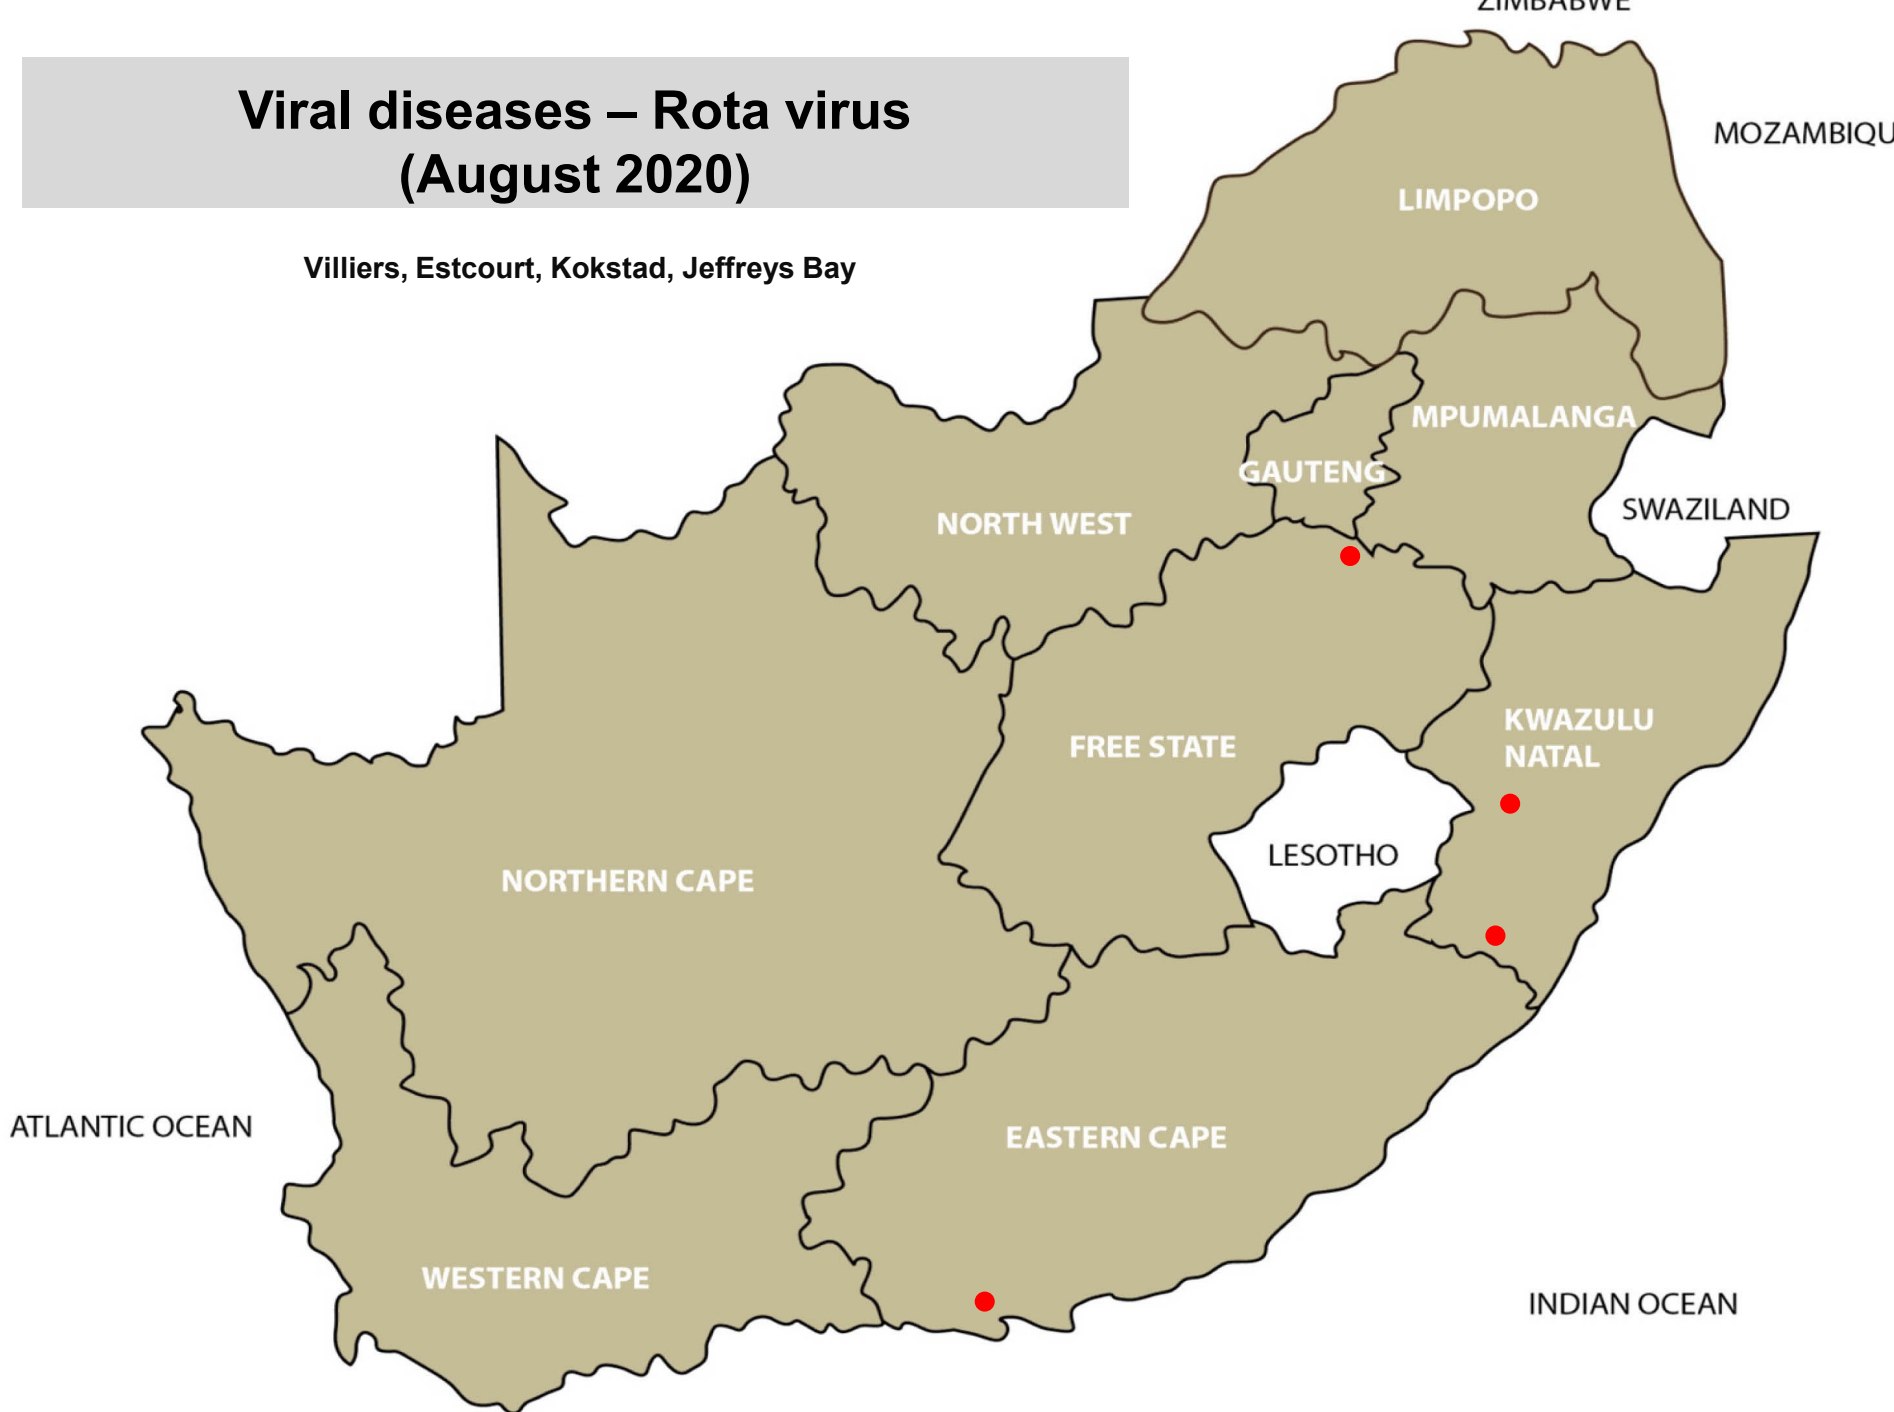 ZIMBABWE
Viral diseases – Rota virus
(August 2020)
MOZAMBIQU
LIMPOPO
Villiers, Estcourt, Kokstad, Jeffreys Bay
MPUMALANGA
GAUTENG
SWAZILAND
NORTH WEST
KWAZULU
NATAL
FREE STATE
LESOTHO
NORTHERN CAPE
ATLANTIC OCEAN
EASTERN CAPE
WESTERN CAPE
INDIAN OCEAN